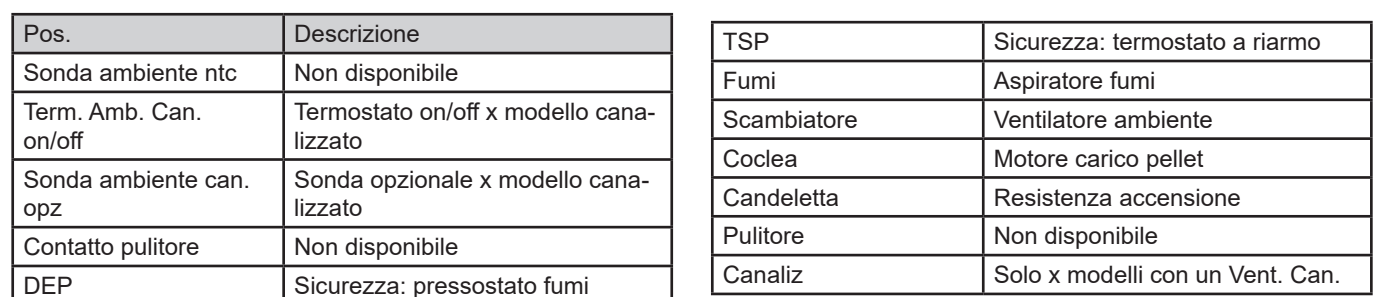 Pos. Descrizione
Sonda ambiente ntc Non disponibile
Term. Amb. Can. Termostato on/off x modello cana-
on/off lizzato
Sonda ambiente can. Sonda opzionale x modello cana-
opz lizzato
Contatto pulitore Non disponibile
DEP Sicurezza: pressostato fumi
TSP Sicurezza: termostato a riarmo
Fumi Aspiratore fumi
Scambiatore Ventilatore ambiente
Coclea Motore carico pellet
Candeletta Resistenza accensione
Pulitore Non disponibile
Canaliz Solo x modelli con un Vent. Can.